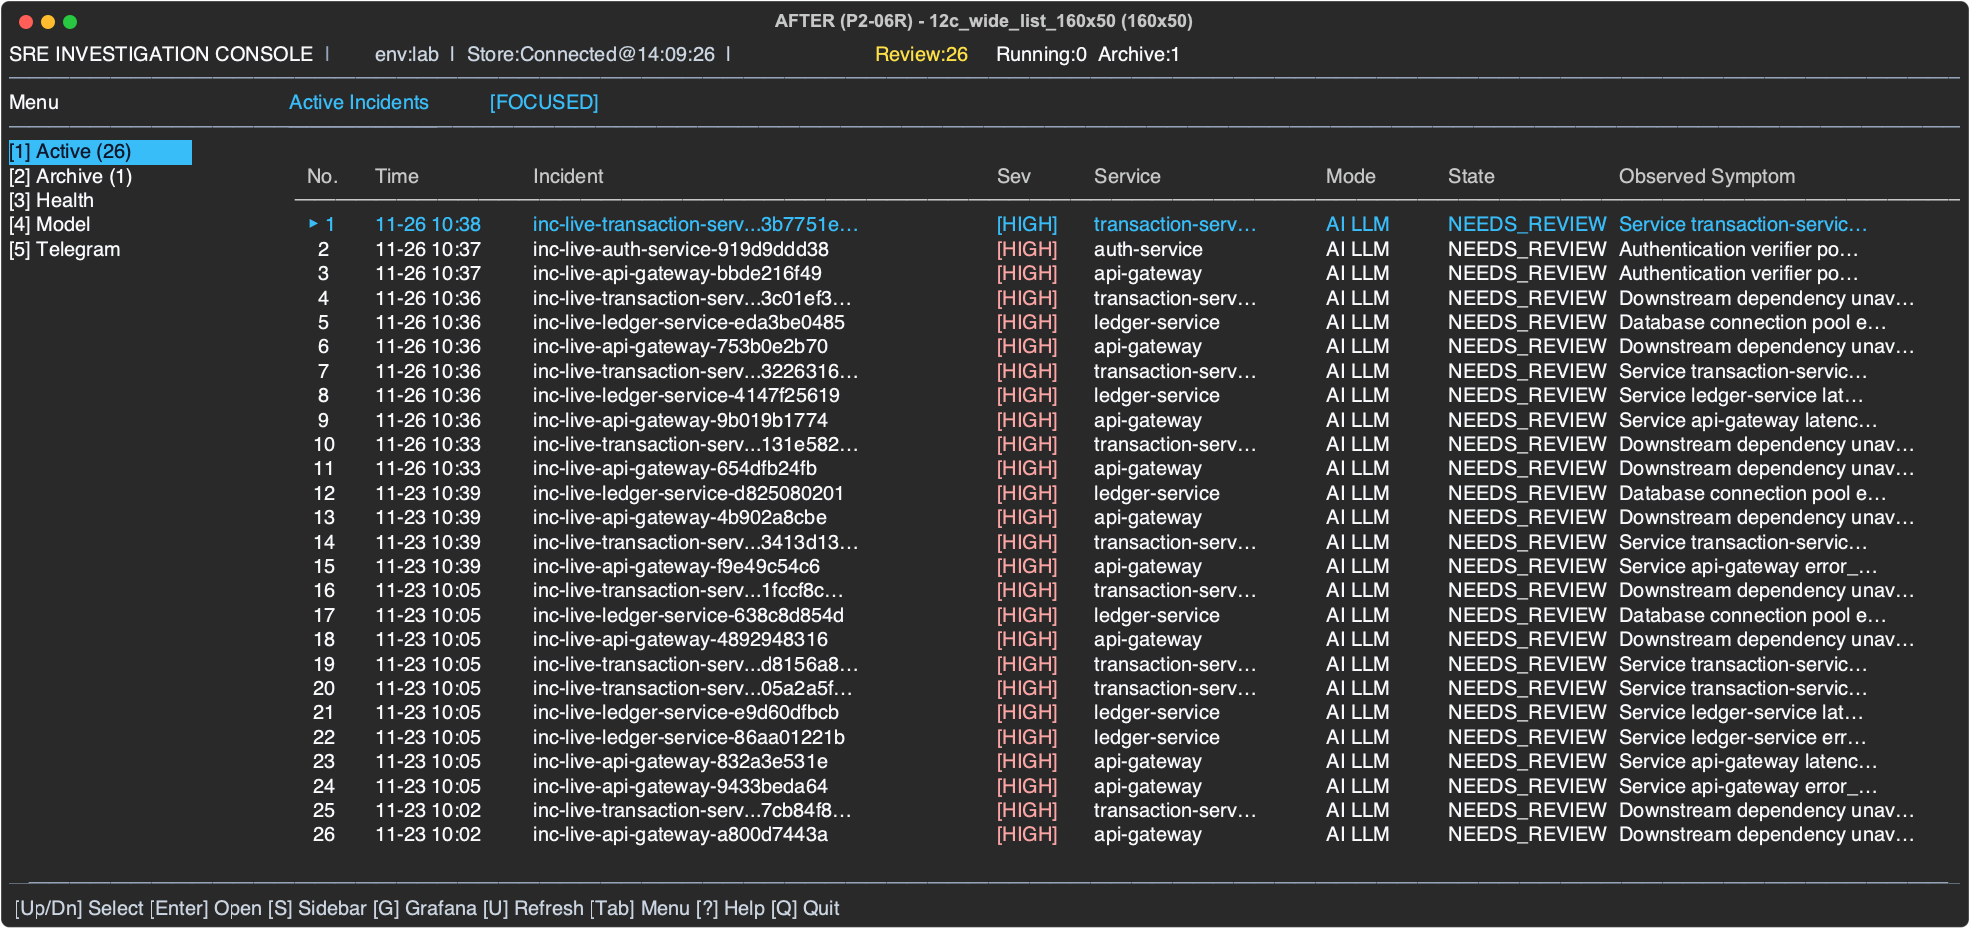 AFTER (P2-06R) - 12c_wide_list_160x50 (160x50)
SRE INVESTIGATION CONSOLE | env:lab | Store:Connected@14:09:26 | Review:26 Running:0 Archive:1
Menu Active Incidents [FOCUSED]
[1] Active (26)
[2] Archive (1) No. Time Incident Sev Service Mode State Observed Symptom
[3] Health
[4] Model ▸ 1 11-26 10:38 inc-live-transaction-serv…3b7751e… [HIGH] transaction-serv… AI LLM NEEDS_REVIEW Service transaction-servic…
[5] Telegram 2 11-26 10:37 inc-live-auth-service-919d9ddd38 [HIGH] auth-service AI LLM NEEDS_REVIEW Authentication verifier po…
3 11-26 10:37 inc-live-api-gateway-bbde216f49 [HIGH] api-gateway AI LLM NEEDS_REVIEW Authentication verifier po…
4 11-26 10:36 inc-live-transaction-serv…3c01ef3… [HIGH] transaction-serv… AI LLM NEEDS_REVIEW Downstream dependency unav…
5 11-26 10:36 inc-live-ledger-service-eda3be0485 [HIGH] ledger-service AI LLM NEEDS_REVIEW Database connection pool e…
6 11-26 10:36 inc-live-api-gateway-753b0e2b70 [HIGH] api-gateway AI LLM NEEDS_REVIEW Downstream dependency unav…
7 11-26 10:36 inc-live-transaction-serv…3226316… [HIGH] transaction-serv… AI LLM NEEDS_REVIEW Service transaction-servic…
8 11-26 10:36 inc-live-ledger-service-4147f25619 [HIGH] ledger-service AI LLM NEEDS_REVIEW Service ledger-service lat…
9 11-26 10:36 inc-live-api-gateway-9b019b1774 [HIGH] api-gateway AI LLM NEEDS_REVIEW Service api-gateway latenc…
10 11-26 10:33 inc-live-transaction-serv…131e582… [HIGH] transaction-serv… AI LLM NEEDS_REVIEW Downstream dependency unav…
11 11-26 10:33 inc-live-api-gateway-654dfb24fb [HIGH] api-gateway AI LLM NEEDS_REVIEW Downstream dependency unav…
12 11-23 10:39 inc-live-ledger-service-d825080201 [HIGH] ledger-service AI LLM NEEDS_REVIEW Database connection pool e…
13 11-23 10:39 inc-live-api-gateway-4b902a8cbe [HIGH] api-gateway AI LLM NEEDS_REVIEW Downstream dependency unav…
14 11-23 10:39 inc-live-transaction-serv…3413d13… [HIGH] transaction-serv… AI LLM NEEDS_REVIEW Service transaction-servic…
15 11-23 10:39 inc-live-api-gateway-f9e49c54c6 [HIGH] api-gateway AI LLM NEEDS_REVIEW Service api-gateway error_…
16 11-23 10:05 inc-live-transaction-serv…1fccf8c… [HIGH] transaction-serv… AI LLM NEEDS_REVIEW Downstream dependency unav…
17 11-23 10:05 inc-live-ledger-service-638c8d854d [HIGH] ledger-service AI LLM NEEDS_REVIEW Database connection pool e…
18 11-23 10:05 inc-live-api-gateway-4892948316 [HIGH] api-gateway AI LLM NEEDS_REVIEW Downstream dependency unav…
19 11-23 10:05 inc-live-transaction-serv…d8156a8… [HIGH] transaction-serv… AI LLM NEEDS_REVIEW Service transaction-servic…
20 11-23 10:05 inc-live-transaction-serv…05a2a5f… [HIGH] transaction-serv… AI LLM NEEDS_REVIEW Service transaction-servic…
21 11-23 10:05 inc-live-ledger-service-e9d60dfbcb [HIGH] ledger-service AI LLM NEEDS_REVIEW Service ledger-service lat…
22 11-23 10:05 inc-live-ledger-service-86aa01221b [HIGH] ledger-service AI LLM NEEDS_REVIEW Service ledger-service err…
23 11-23 10:05 inc-live-api-gateway-832a3e531e [HIGH] api-gateway AI LLM NEEDS_REVIEW Service api-gateway latenc…
24 11-23 10:05 inc-live-api-gateway-9433beda64 [HIGH] api-gateway AI LLM NEEDS_REVIEW Service api-gateway error_…
25 11-23 10:02 inc-live-transaction-serv…7cb84f8… [HIGH] transaction-serv… AI LLM NEEDS_REVIEW Downstream dependency unav…
26 11-23 10:02 inc-live-api-gateway-a800d7443a [HIGH] api-gateway AI LLM NEEDS_REVIEW Downstream dependency unav…
[Up/Dn] Select [Enter] Open [S] Sidebar [G] Grafana [U] Refresh [Tab] Menu [?] Help [Q] Quit